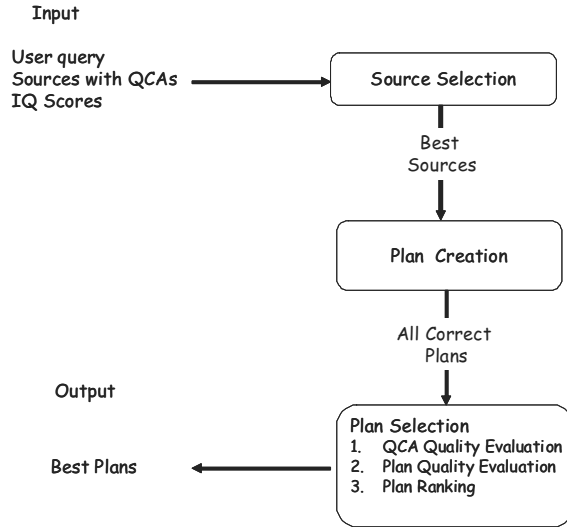 Input
User query
Sources with QCAs
IQ Scores
Source Selection
Best
Sources
Plan Creation
All Correct
Plans
Output
Plan Selection
1. QCA Quality Evaluation
2. Plan Quality Evaluation
3. Plan Ranking
Best Plans